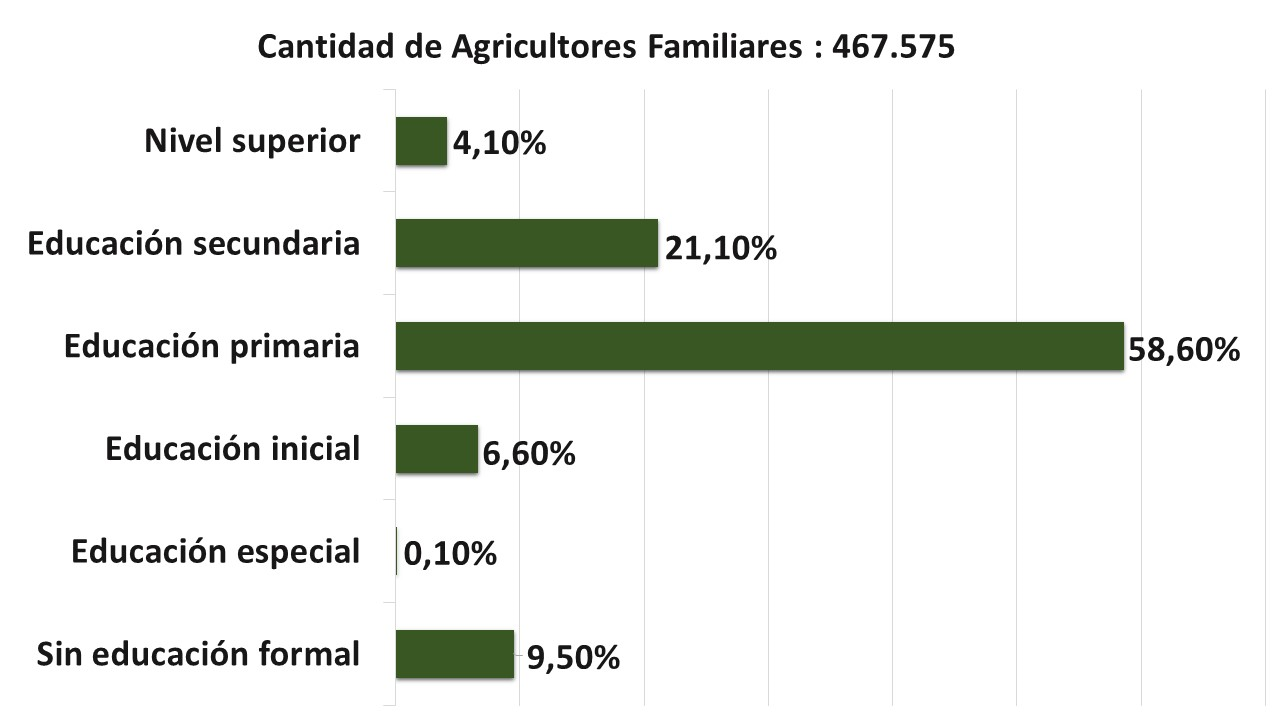 Cantidad de Agricultores Familiares : 467.575
Nivel superior 4,10%
Educación secundaria 21,10%
Educación primaria 58,60%
Educación inicial 6,60%
Educación especial 0,10%
Sin educación formal 9,50%